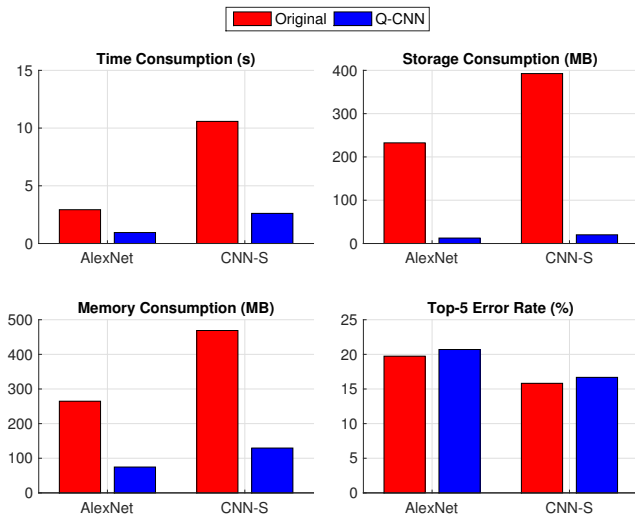 Original Q-CNN
Time Consumption (s)
15
10
5
0
AlexNet CNN-S
Storage Consumption (MB)
400
300
200
100
0
AlexNet CNN-S
Memory Consumption (MB)
500
400
300
200
100
0
AlexNet CNN-S
Top-5 Error Rate (%)
25
20
15
10
5
0
AlexNet CNN-S